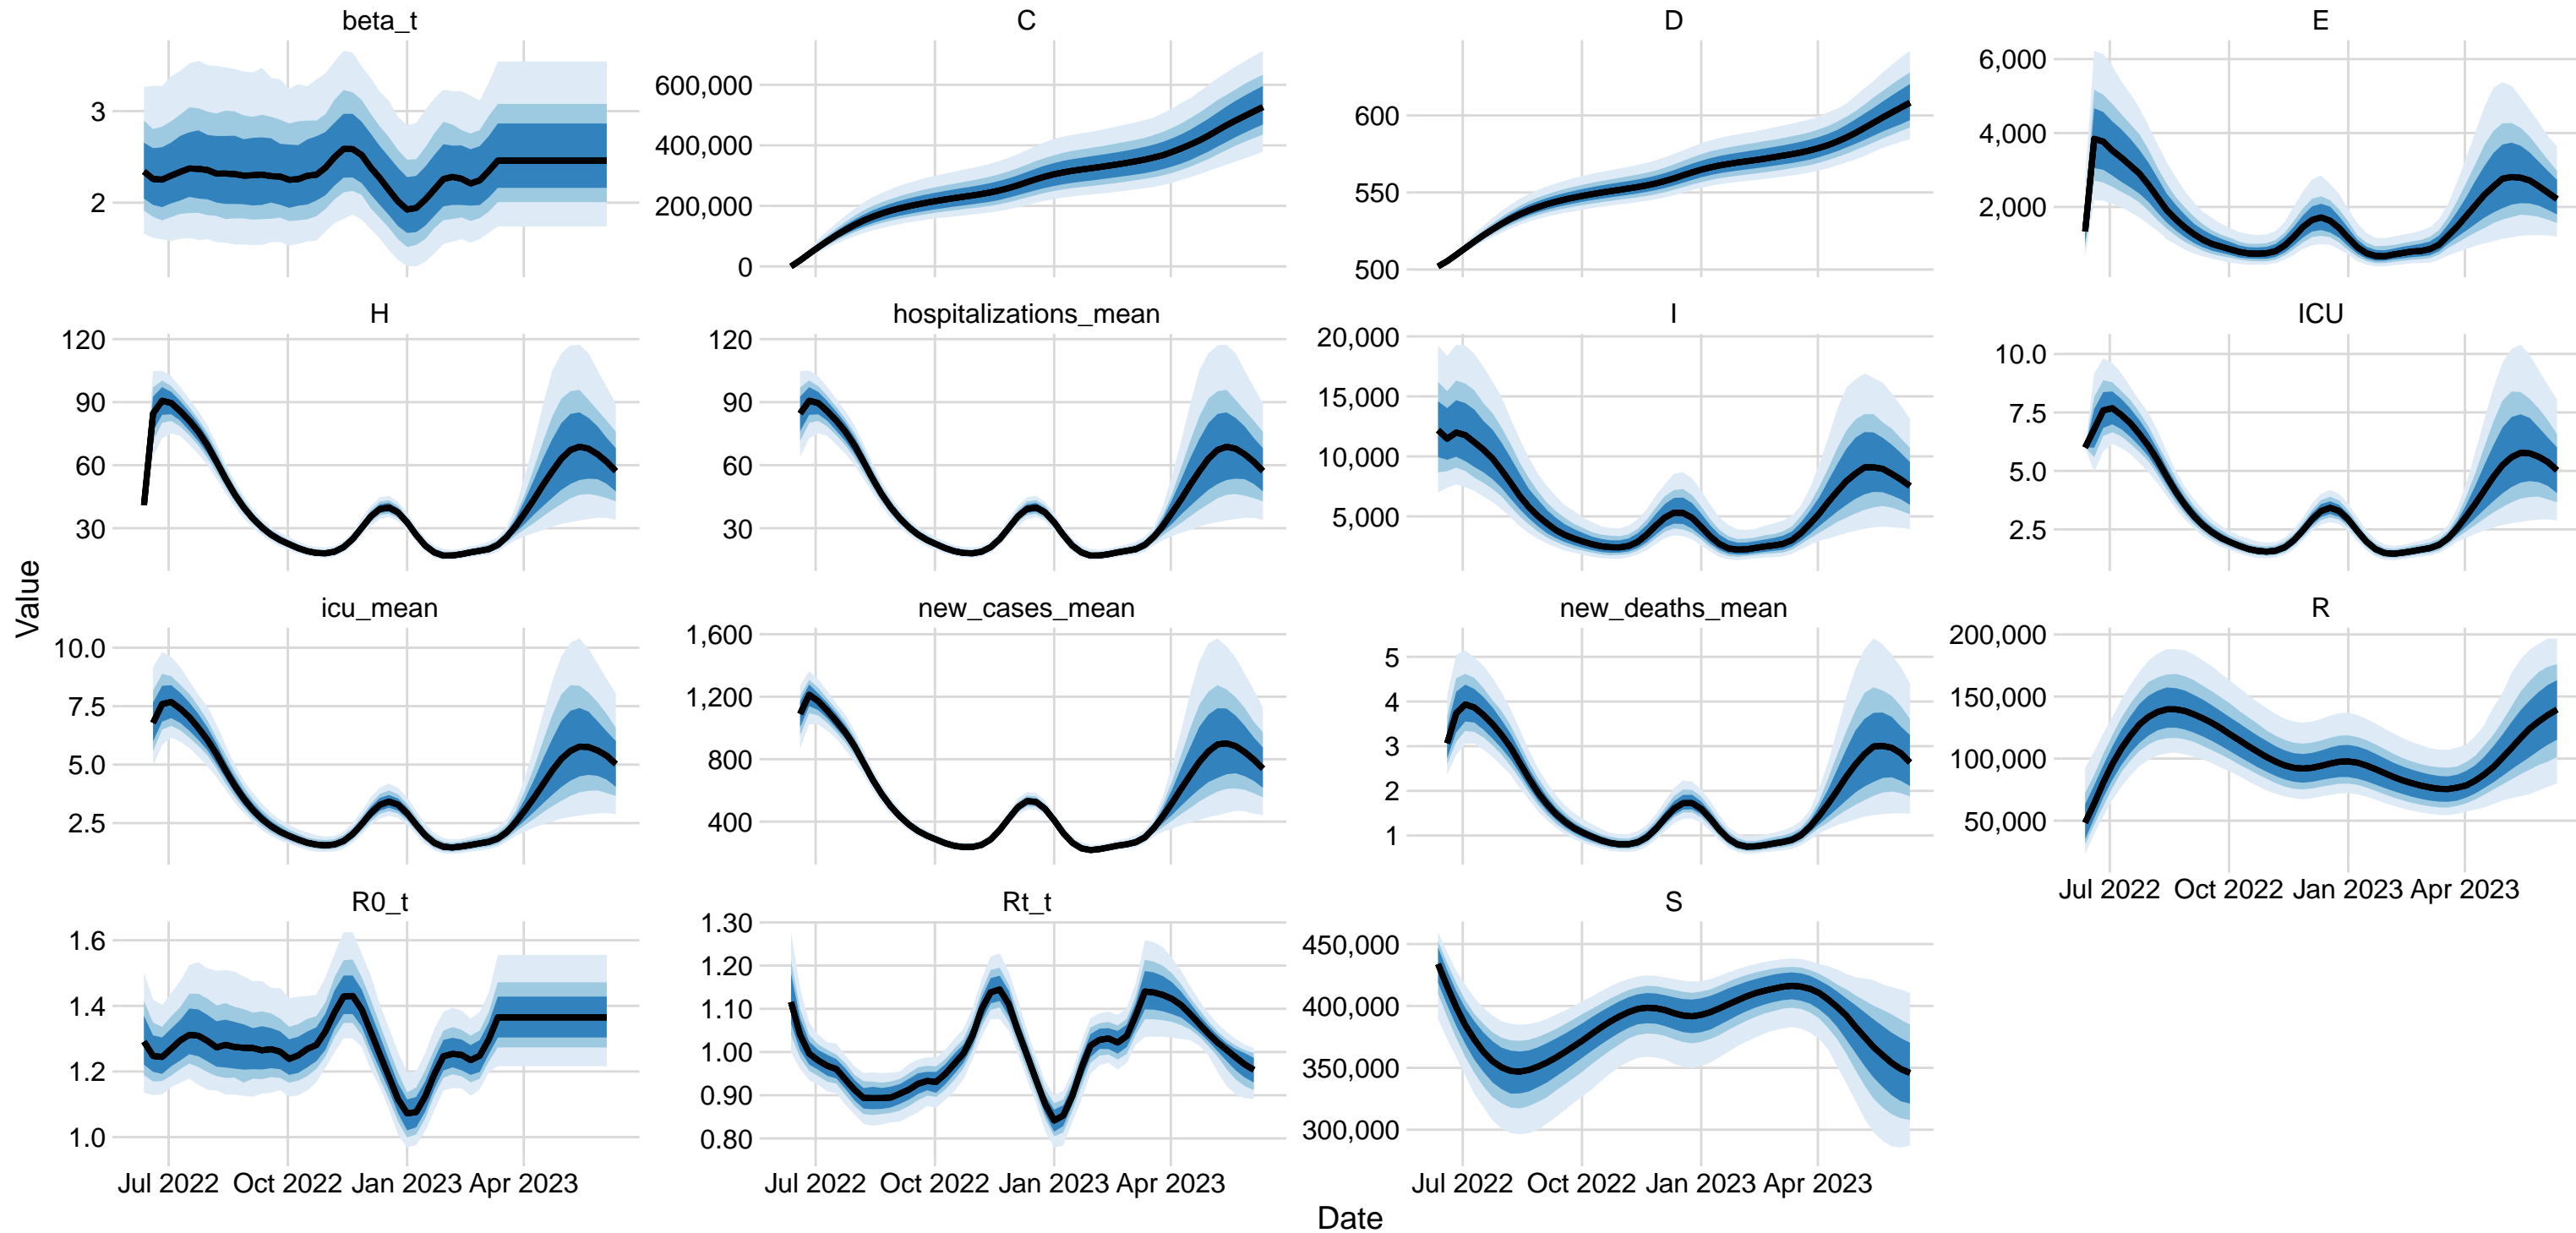 beta_t
C
D
E
3
2
600,000
400,000
200,000
0
600
550
500
6,000
4,000
2,000
H
hospitalizations_mean
I
ICU
120
90
60
30
120
90
60
30
20,000
15,000
10,000
5,000
10.0
7.5
5.0
2.5
Value
icu_mean
new_cases_mean
new_deaths_mean
R
10.0
7.5
5.0
2.5
1,600
1,200
800
400
5
4
3
2
1
200,000
150,000
100,000
50,000
Jul 2022 Oct 2022 Jan 2023 Apr 2023
R0_t
Rt_t
S
1.6
1.4
1.2
1.0
1.30
1.20
1.10
1.00
0.90
0.80
450,000
400,000
350,000
300,000
Jul 2022 Oct 2022 Jan 2023 Apr 2023
Jul 2022 Oct 2022 Jan 2023 Apr 2023
Jul 2022 Oct 2022 Jan 2023 Apr 2023
Date